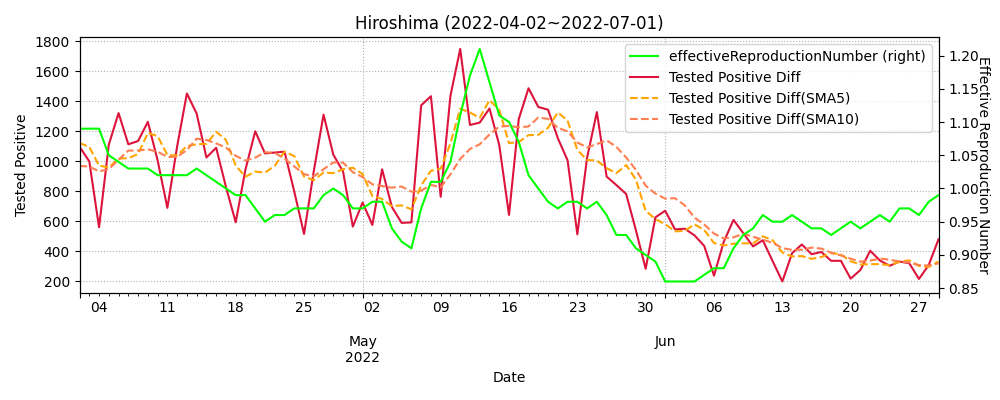 Hiroshima (2022-04-02~2022-07-01)
effectiveReproductionNumber (right)
Tested Positive Diff
Tested Positive Diff(SMA5)
Tested Positive Diff(SMA10)
Tested Positive
1800
1600
1400
1200
1000
800
600
400
200
1.20
1.15
1.10
1.05
1.00
0.95
0.90
0.85
Effective Reproduction Number
04 11 18 25 02 09 16 23 30 06 13 20 27
May Jun
2022
Date